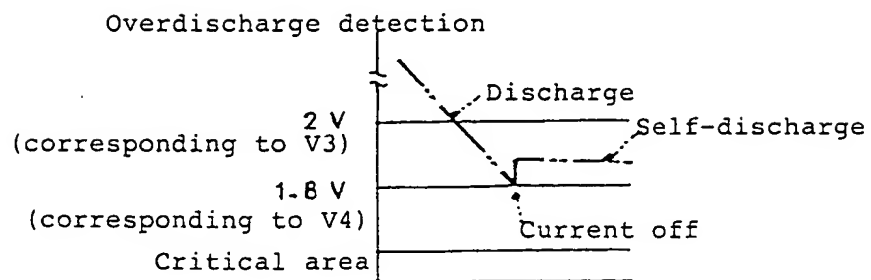 Overdischarge detection
Discharge
2 V
(corresponding to V3)
Self-discharge
1.8 V
(corresponding to V4)
Current off
Critical area